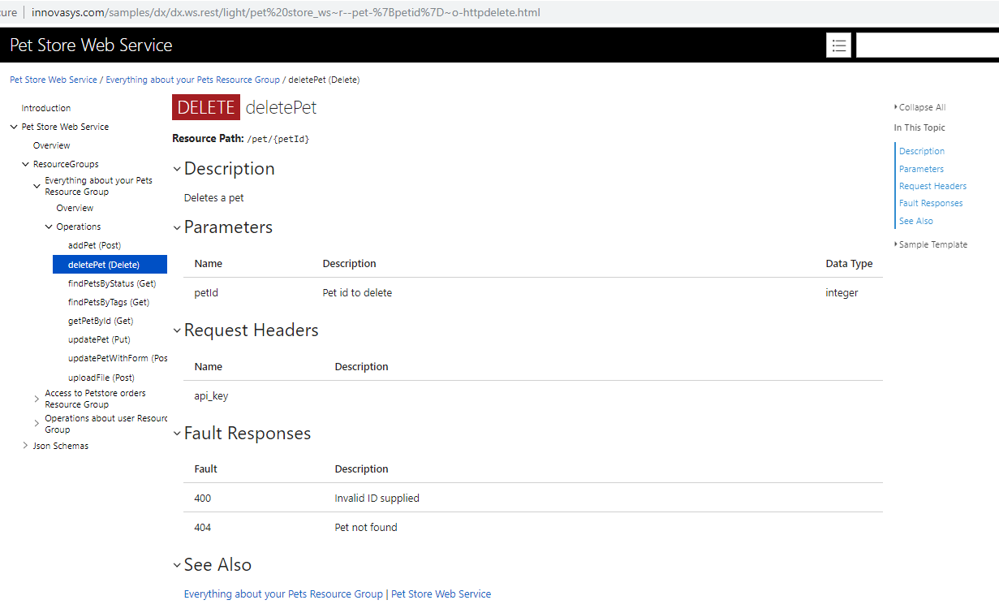 ure innovasys.com/samples/dx/dx.ws.rest/light/pet%20store_ws~r--pet-%7Bpetid%7D~o-httpdelete.html
Pet Store Web Service
Pet Store Web Service / Everything about your Pets Resource Group / deletePet (Delete)
Introduction
Pet Store Web Service
Overview
ResourceGroups
Everything about your Pets
Resource Group
Overview
Operations
addPet (Post)
deletePet (Delete)
findPetsByStatus (Get)
findPetsByTags (Get)
getPetById (Get)
updatePet (Put)
updatePetWithForm (Pos
uploadFile (Post)
Access to Petstore orders
Resource Group
Operations about user Resourc
Group
Json Schemas
DELETE deletePet
Resource Path: /pet/{petId}
Description
Deletes a pet
Parameters
Name Description Data Type
petId Pet id to delete integer
Request Headers
Name Description
api_key
Fault Responses
Fault Description
400 Invalid ID supplied
404 Pet not found
See Also
Everything about your Pets Resource Group | Pet Store Web Service
Collapse All
In This Topic
Description
Parameters
Request Headers
Fault Responses
See Also
Sample Template